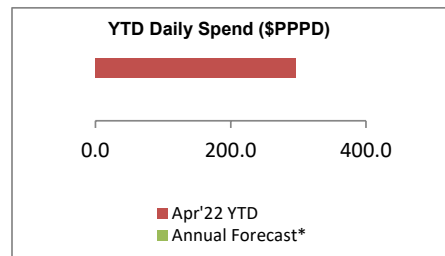 YTD Daily Spend ($PPPD)
0.0 200.0 400.0
Apr'22 YTD
Annual Forecast*